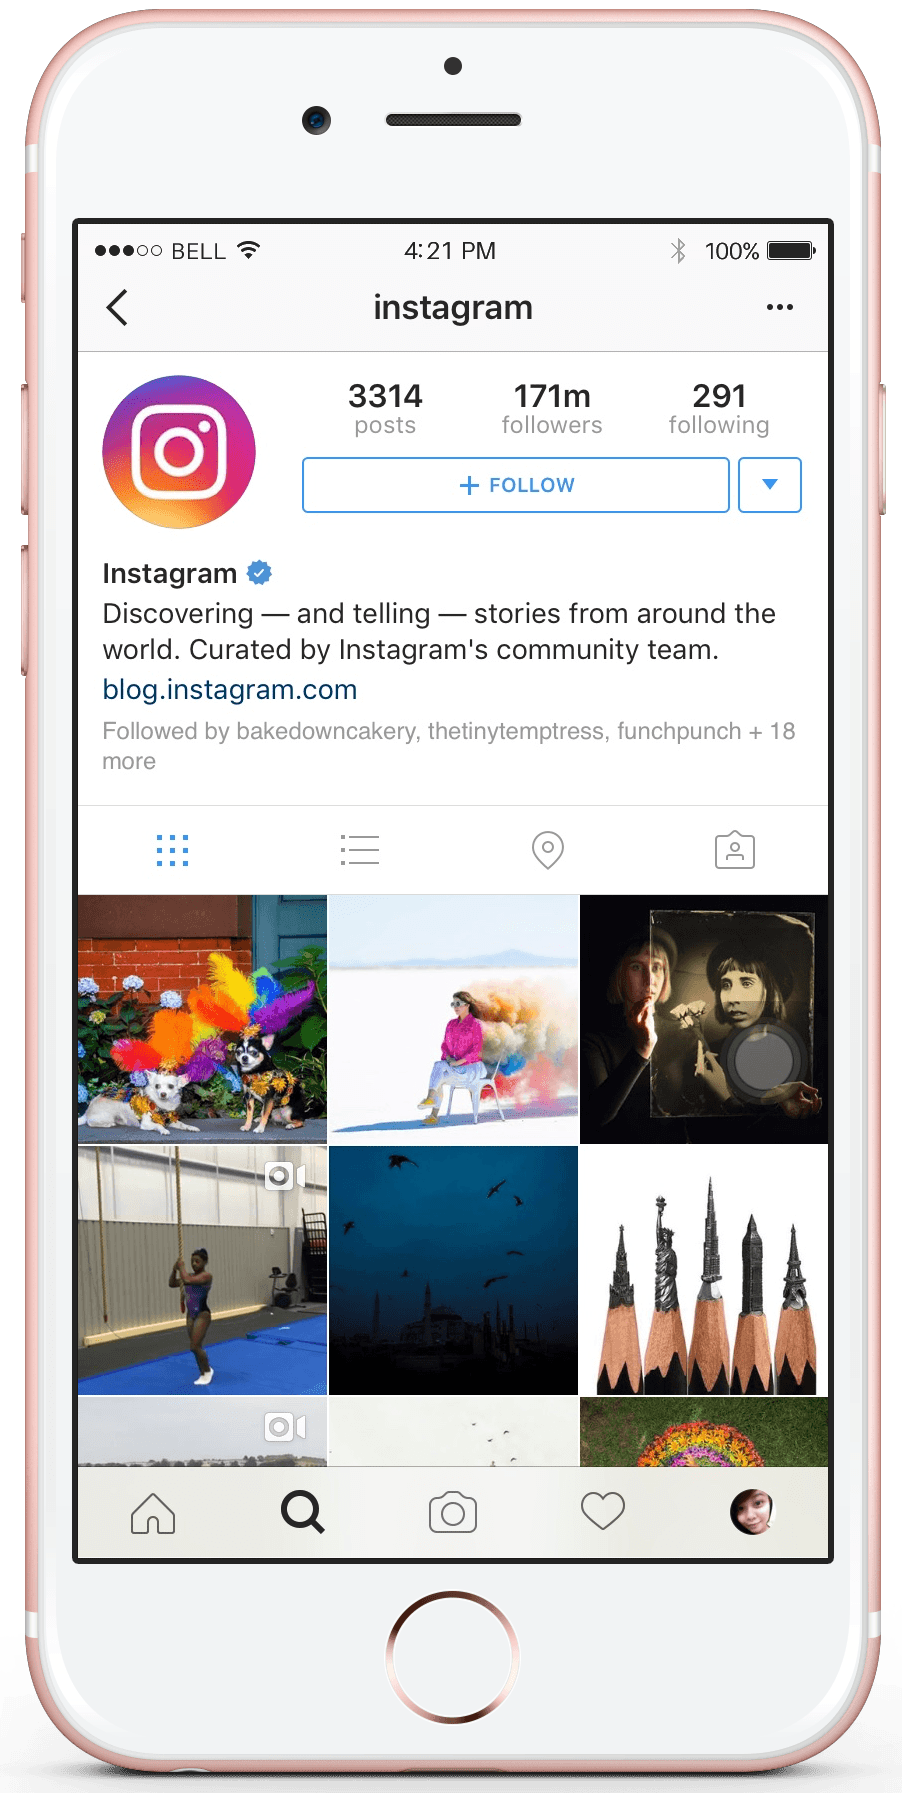 BELL
4:21 PM
100%
instagram
3314 171m 291
posts followers following
+ FOLLOW
Instagram
Discovering — and telling — stories from around the
world. Curated by Instagram's community team.
blog.instagram.com
Followed by bakedowncakery, thetinytemptress, funchpunch + 18
more